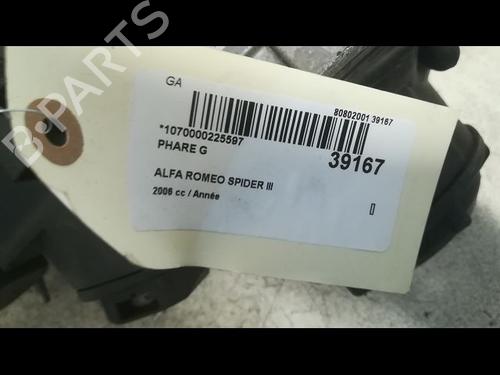 GA
80802001 39167
*1070000225597
PHARE G
39167
ALFA ROMEO SPIDER III
2006 cc / Année
B-PARTS